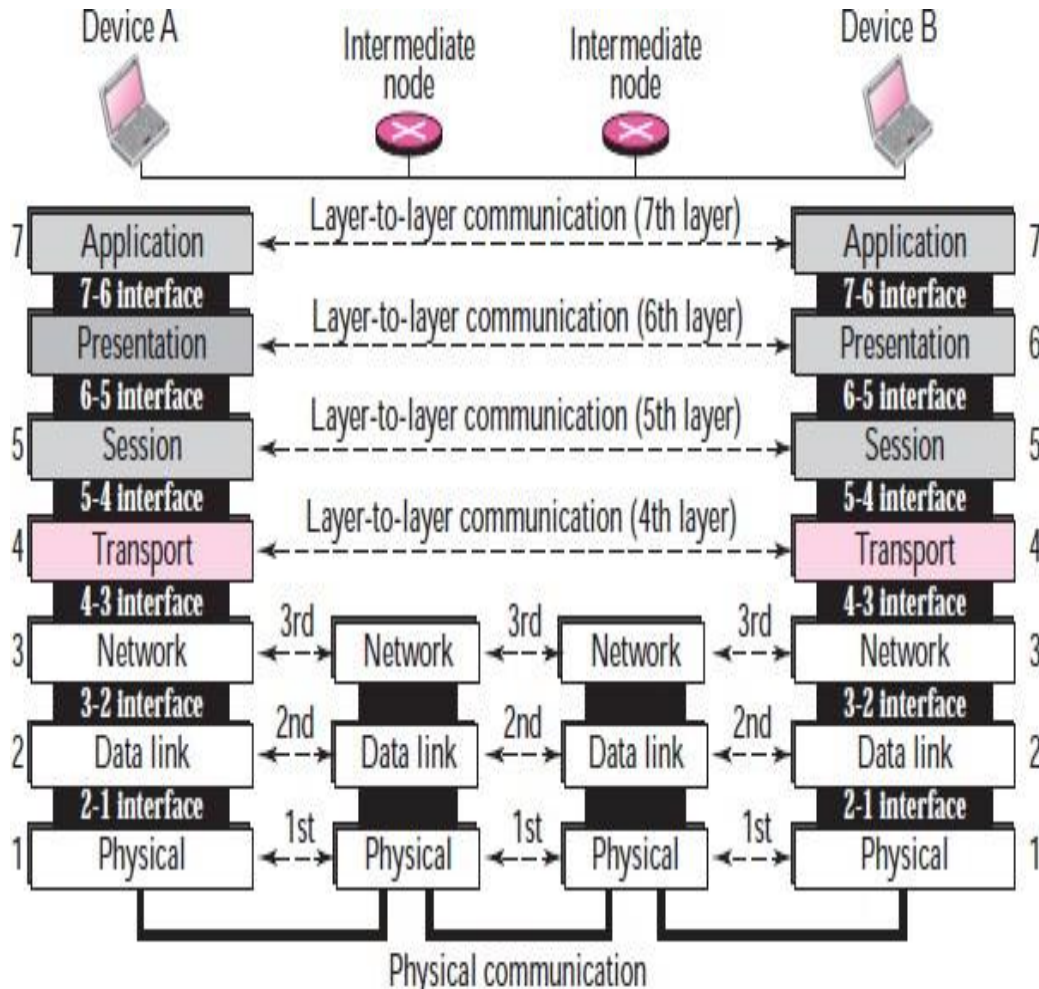 Device A
Intermediate
node
Intermediate
node
Device B
Layer-to-layer communication (7th layer)
7 Application
Application 7
7-6 interface
7-6 interface
Layer-to-layer communication (6th layer)
Presentation
Presentation 6
6-5 interface
6-5 interface
Layer-to-layer communication (5th layer)
5 Session
Session 5
5-4 interface
5-4 interface
Layer-to-layer communication (4th layer)
4 Transport
Transport 4
4-3 interface
4-3 interface
3rd
3rd
3rd
3 Network
Network
Network
Network 3
3-2 interface
3-2 interface
2nd
2nd
2nd
2 Data link
Data link
Data link
Data link 2
2-1 interface
2-1 interface
1st
1st
1st
1 Physical
Physical
Physical
Physical 1
Physical communication